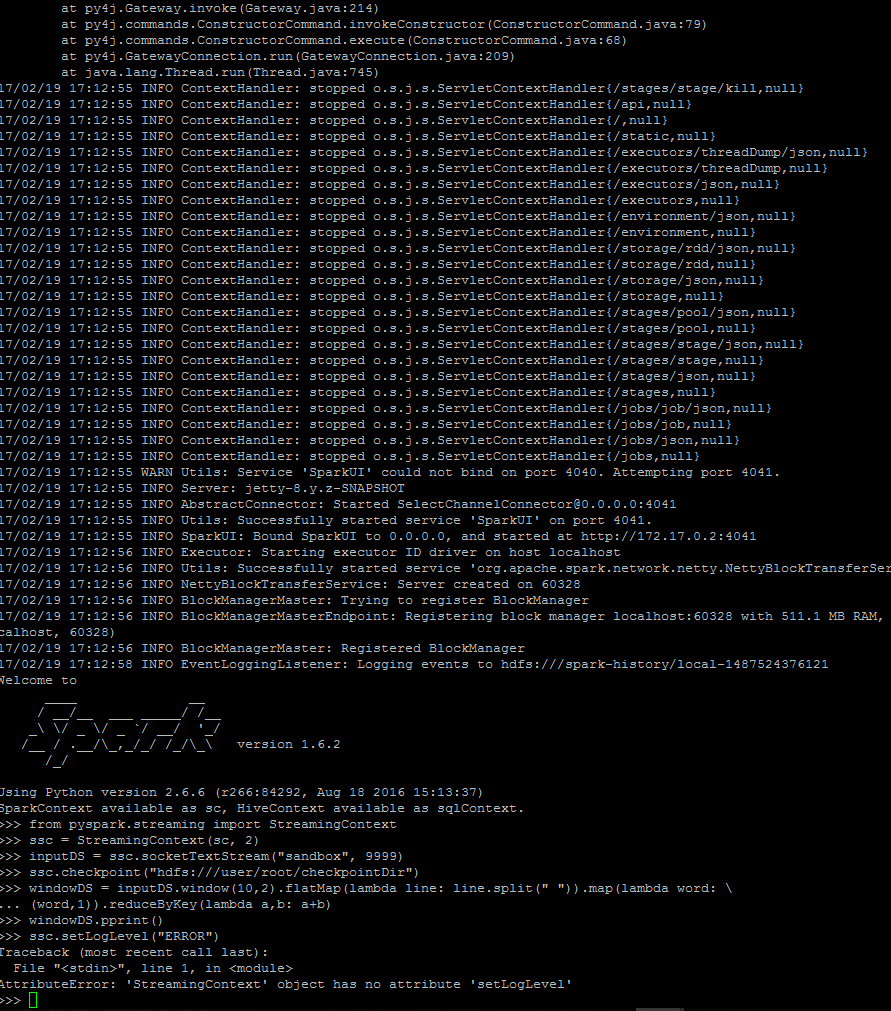 at py4j.Gateway.invoke(Gateway.java:214)
at py4j.commands.ConstructorCommand.invokeConstructor(ConstructorCommand.java:79)
at py4j.commands.ConstructorCommand.execute(ConstructorCommand.java:68)
at py4j.GatewayConnection.run(GatewayConnection.java:209)
at java.lang.Thread.run(Thread.java:745)
17/02/19 17:12:55 INFO ContextHandler: stopped o.s.j.s.ServletContextHandler{/stages/stage/kill,null}
17/02/19 17:12:55 INFO ContextHandler: stopped o.s.j.s.ServletContextHandler{/api,null}
17/02/19 17:12:55 INFO ContextHandler: stopped o.s.j.s.ServletContextHandler{/,null}
17/02/19 17:12:55 INFO ContextHandler: stopped o.s.j.s.ServletContextHandler{/static,null}
17/02/19 17:12:55 INFO ContextHandler: stopped o.s.j.s.ServletContextHandler{/executors/threadDump/json,null}
17/02/19 17:12:55 INFO ContextHandler: stopped o.s.j.s.ServletContextHandler{/executors/threadDump,null}
17/02/19 17:12:55 INFO ContextHandler: stopped o.s.j.s.ServletContextHandler{/executors/json,null}
17/02/19 17:12:55 INFO ContextHandler: stopped o.s.j.s.ServletContextHandler{/executors,null}
17/02/19 17:12:55 INFO ContextHandler: stopped o.s.j.s.ServletContextHandler{/environment/json,null}
17/02/19 17:12:55 INFO ContextHandler: stopped o.s.j.s.ServletContextHandler{/environment,null}
17/02/19 17:12:55 INFO ContextHandler: stopped o.s.j.s.ServletContextHandler{/storage/rdd/json,null}
17/02/19 17:12:55 INFO ContextHandler: stopped o.s.j.s.ServletContextHandler{/storage/rdd,null}
17/02/19 17:12:55 INFO ContextHandler: stopped o.s.j.s.ServletContextHandler{/storage/json,null}
17/02/19 17:12:55 INFO ContextHandler: stopped o.s.j.s.ServletContextHandler{/storage,null}
17/02/19 17:12:55 INFO ContextHandler: stopped o.s.j.s.ServletContextHandler{/stages/pool/json,null}
17/02/19 17:12:55 INFO ContextHandler: stopped o.s.j.s.ServletContextHandler{/stages/pool,null}
17/02/19 17:12:55 INFO ContextHandler: stopped o.s.j.s.ServletContextHandler{/stages/stage/json,null}
17/02/19 17:12:55 INFO ContextHandler: stopped o.s.j.s.ServletContextHandler{/stages/stage,null}
17/02/19 17:12:55 INFO ContextHandler: stopped o.s.j.s.ServletContextHandler{/stages/json,null}
17/02/19 17:12:55 INFO ContextHandler: stopped o.s.j.s.ServletContextHandler{/stages,null}
17/02/19 17:12:55 INFO ContextHandler: stopped o.s.j.s.ServletContextHandler{/jobs/job/json,null}
17/02/19 17:12:55 INFO ContextHandler: stopped o.s.j.s.ServletContextHandler{/jobs/job,null}
17/02/19 17:12:55 INFO ContextHandler: stopped o.s.j.s.ServletContextHandler{/jobs/json,null}
17/02/19 17:12:55 INFO ContextHandler: stopped o.s.j.s.ServletContextHandler{/jobs,null}
17/02/19 17:12:55 WARN Utils: Service 'SparkUI' could not bind on port 4040. Attempting port 4041.
17/02/19 17:12:55 INFO Server: jetty-8.y.z-SNAPSHOT
17/02/19 17:12:55 INFO AbstractConnector: Started SelectChannelConnector@0.0.0.0:4041
17/02/19 17:12:55 INFO Utils: Successfully started service 'SparkUI' on port 4041.
17/02/19 17:12:55 INFO SparkUI: Bound SparkUI to 0.0.0.0, and started at http://172.17.0.2:4041
17/02/19 17:12:56 INFO Executor: Starting executor ID driver on host localhost
17/02/19 17:12:56 INFO Utils: Successfully started service 'org.apache.spark.network.netty.NettyBlockTransferSer
17/02/19 17:12:56 INFO NettyBlockTransferService: Server created on 60328
17/02/19 17:12:56 INFO BlockManagerMaster: Trying to register BlockManager
17/02/19 17:12:56 INFO BlockManagerMasterEndpoint: Registering block manager localhost:60328 with 511.1 MB RAM,
calhost, 60328)
17/02/19 17:12:56 INFO BlockManagerMaster: Registered BlockManager
17/02/19 17:12:58 INFO EventLoggingListener: Logging events to hdfs:///spark-history/local-1487524376121
Welcome to
Spark version 1.6.2
Using Python version 2.6.6 (r266:84292, Aug 18 2016 15:13:37)
SparkContext available as sc, HiveContext available as sqlContext.
>>> from pyspark.streaming import StreamingContext
>>> ssc = StreamingContext(sc, 2)
>>> inputDS = ssc.socketTextStream("sandbox", 9999)
>>> ssc.checkpoint("hdfs:///user/root/checkpointDir")
>>> windowDS = inputDS.window(10,2).flatMap(lambda line: line.split(" ")).map(lambda word: \
... (word,1)).reduceByKey(lambda a,b: a+b)
>>> windowDS.pprint()
>>> ssc.setLogLevel("ERROR")
Traceback (most recent call last):
File "<stdin>", line 1, in <module>
AttributeError: 'StreamingContext' object has no attribute 'setLogLevel'
>>>